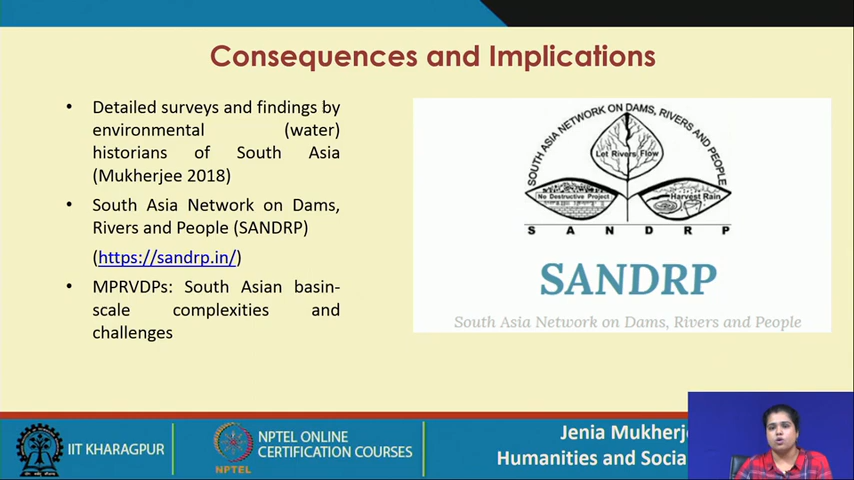 Consequences and Implications
• Detailed surveys and findings by
environmental (water)
historians of South Asia
(Mukherjee 2018)
• South Asia Network on Dams,
Rivers and People (SANDRP)
(https://sandrp.in/)
• MPRVDPs: South Asian basin-
scale complexities and
challenges
SOUTH ASIA NETWORK ON DAMS, RIVERS AND PEOPLE
Let Rivers Flow
No Destructive Project
Harvest Rain
S A N D R P
SANDRP
South Asia Network on Dams, Rivers and People
IIT KHARAGPUR
NPTEL
NPTEL ONLINE
CERTIFICATION COURSES
Jenia Mukherje
Humanities and Socia